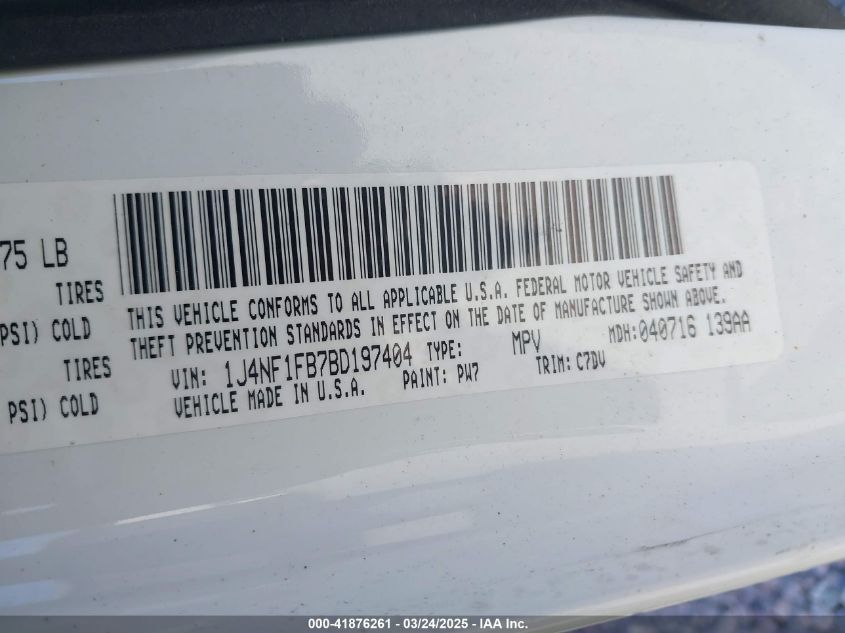 75 LB
TIRES
PSI) COLD
TIRES
PSI) COLD
THIS VEHICLE CONFORMS TO ALL APPLICABLE U.S.A. FEDERAL MOTOR VEHICLE SAFETY AND
THEFT PREVENTION STANDARDS IN EFFECT ON THE DATE OF MANUFACTURE SHOWN ABOVE.
VIN: 1J4NF1FB7BD197404 TYPE: MPV MDH: 040716 139AA
VEHICLE MADE IN U.S.A. PAINT: PW7 TRIM: C7DV
000-41876261 - 03/24/2025 - IAA Inc.